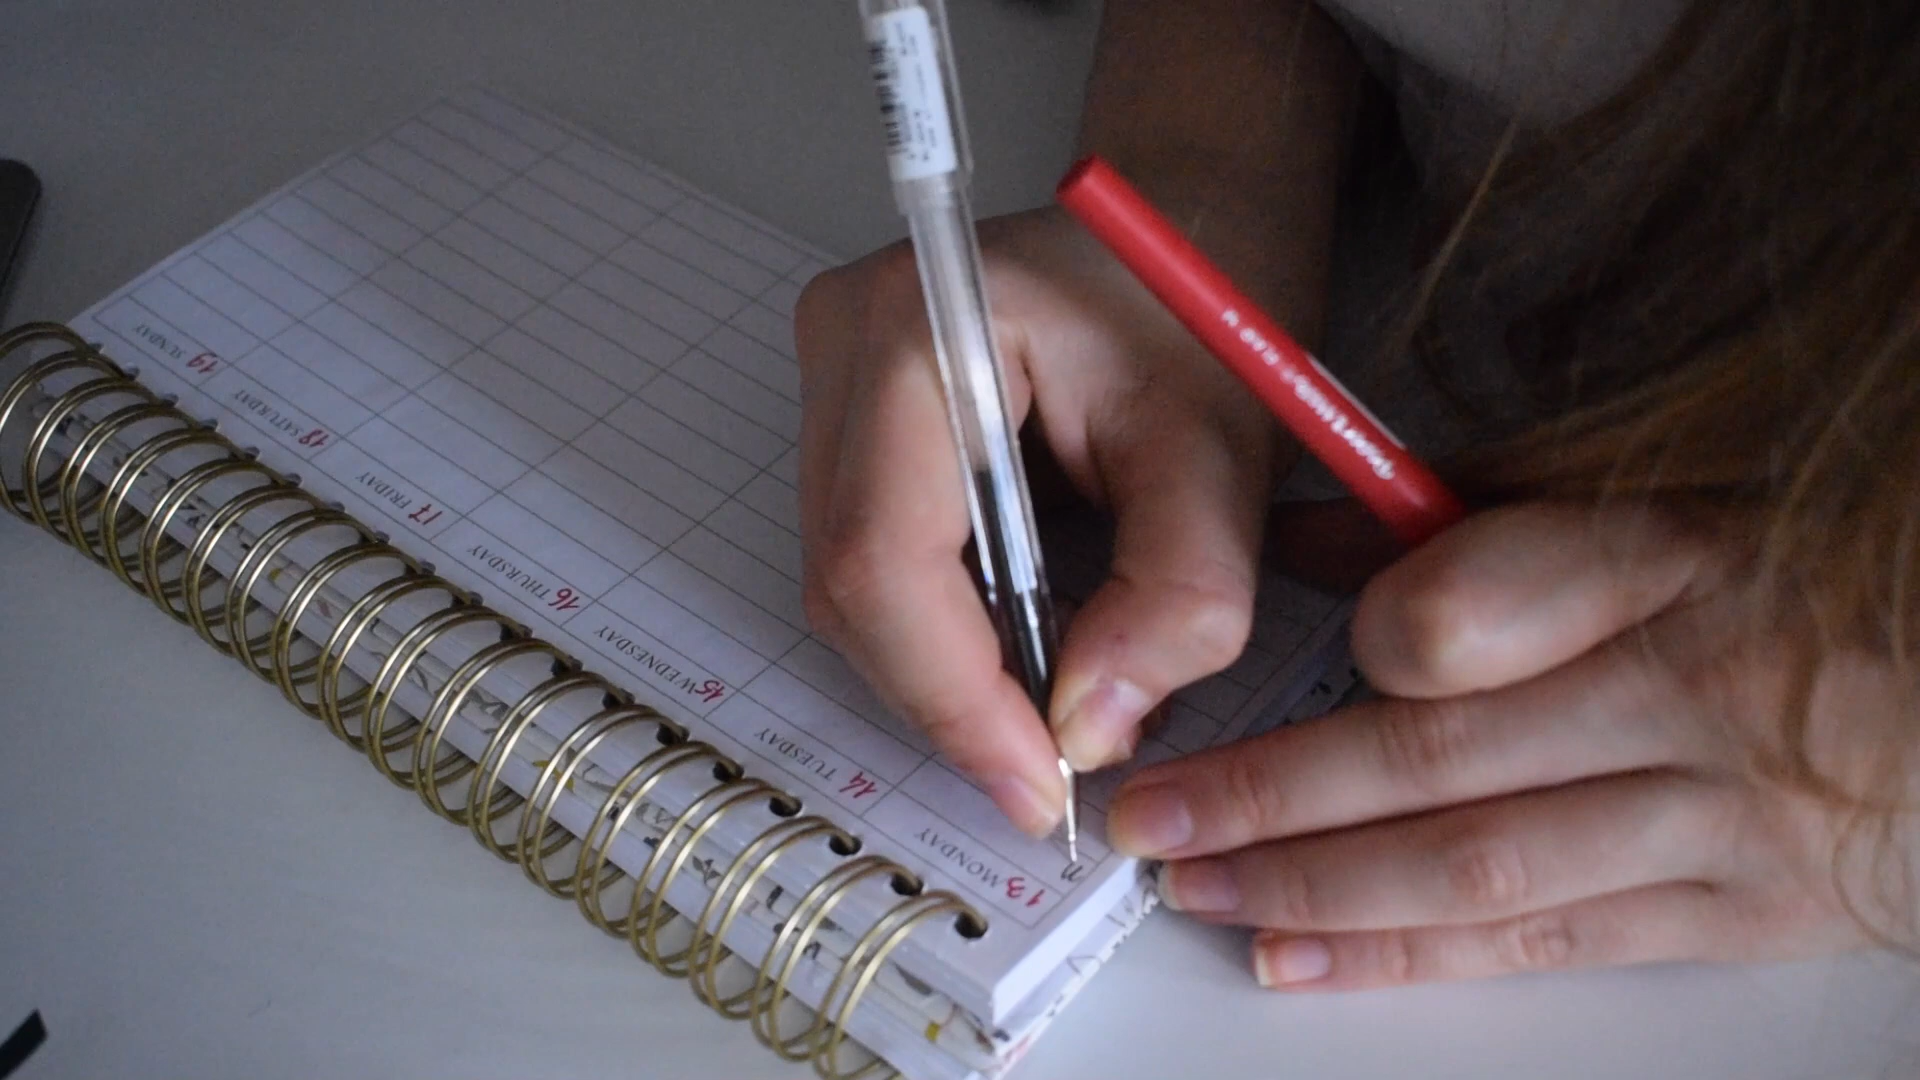 13 MONDAY
n
14 TUESDAY
15 WEDNESDAY
16 THURSDAY
17 FRIDAY
18 SATURDAY
19 SUNDAY